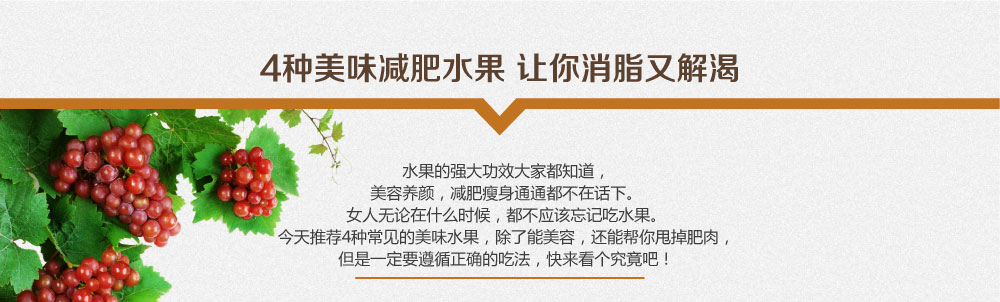 4种美味减肥水果 让你消脂又解渴
水果的强大功效大家都知道，
美容养颜，减肥瘦身通通都不在话下。
女人无论在什么时候，都不应该忘记吃水果。
今天推荐4种常见的美味水果，除了能美容，还能帮你甩掉肥肉，
但是一定要遵循正确的吃法，快来看个究竟吧！